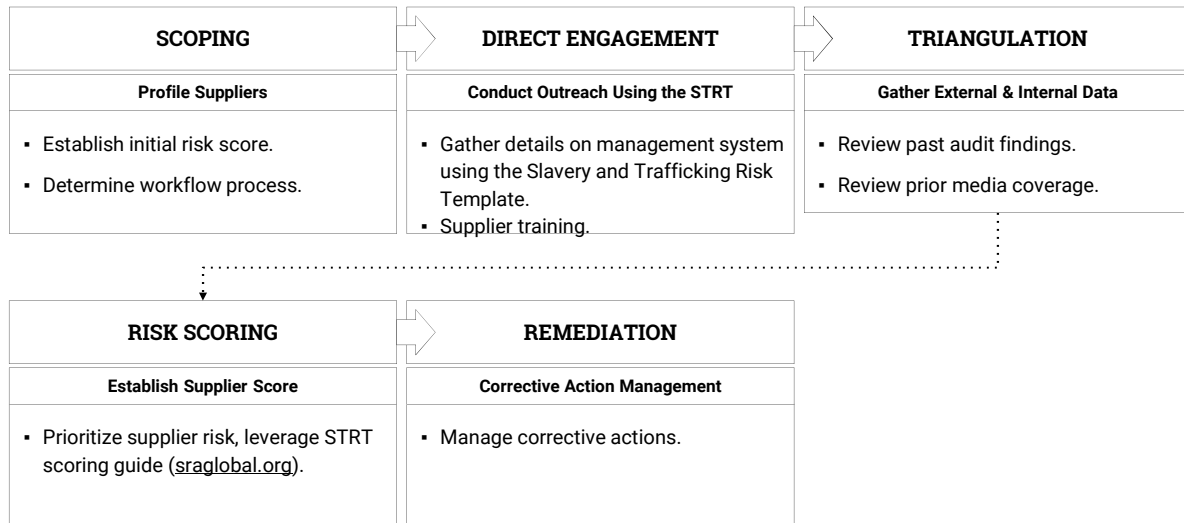 SCOPING
Profile Suppliers
▪ Establish initial risk score.
▪ Determine workflow process.
DIRECT ENGAGEMENT
Conduct Outreach Using the STRT
▪ Gather details on management system
using the Slavery and Trafficking Risk
Template.
▪ Supplier training.
TRIANGULATION
Gather External & Internal Data
▪ Review past audit findings.
▪ Review prior media coverage.
RISK SCORING
Establish Supplier Score
▪ Prioritize supplier risk, leverage STRT
scoring guide (sraglobal.org).
REMEDIATION
Corrective Action Management
▪ Manage corrective actions.